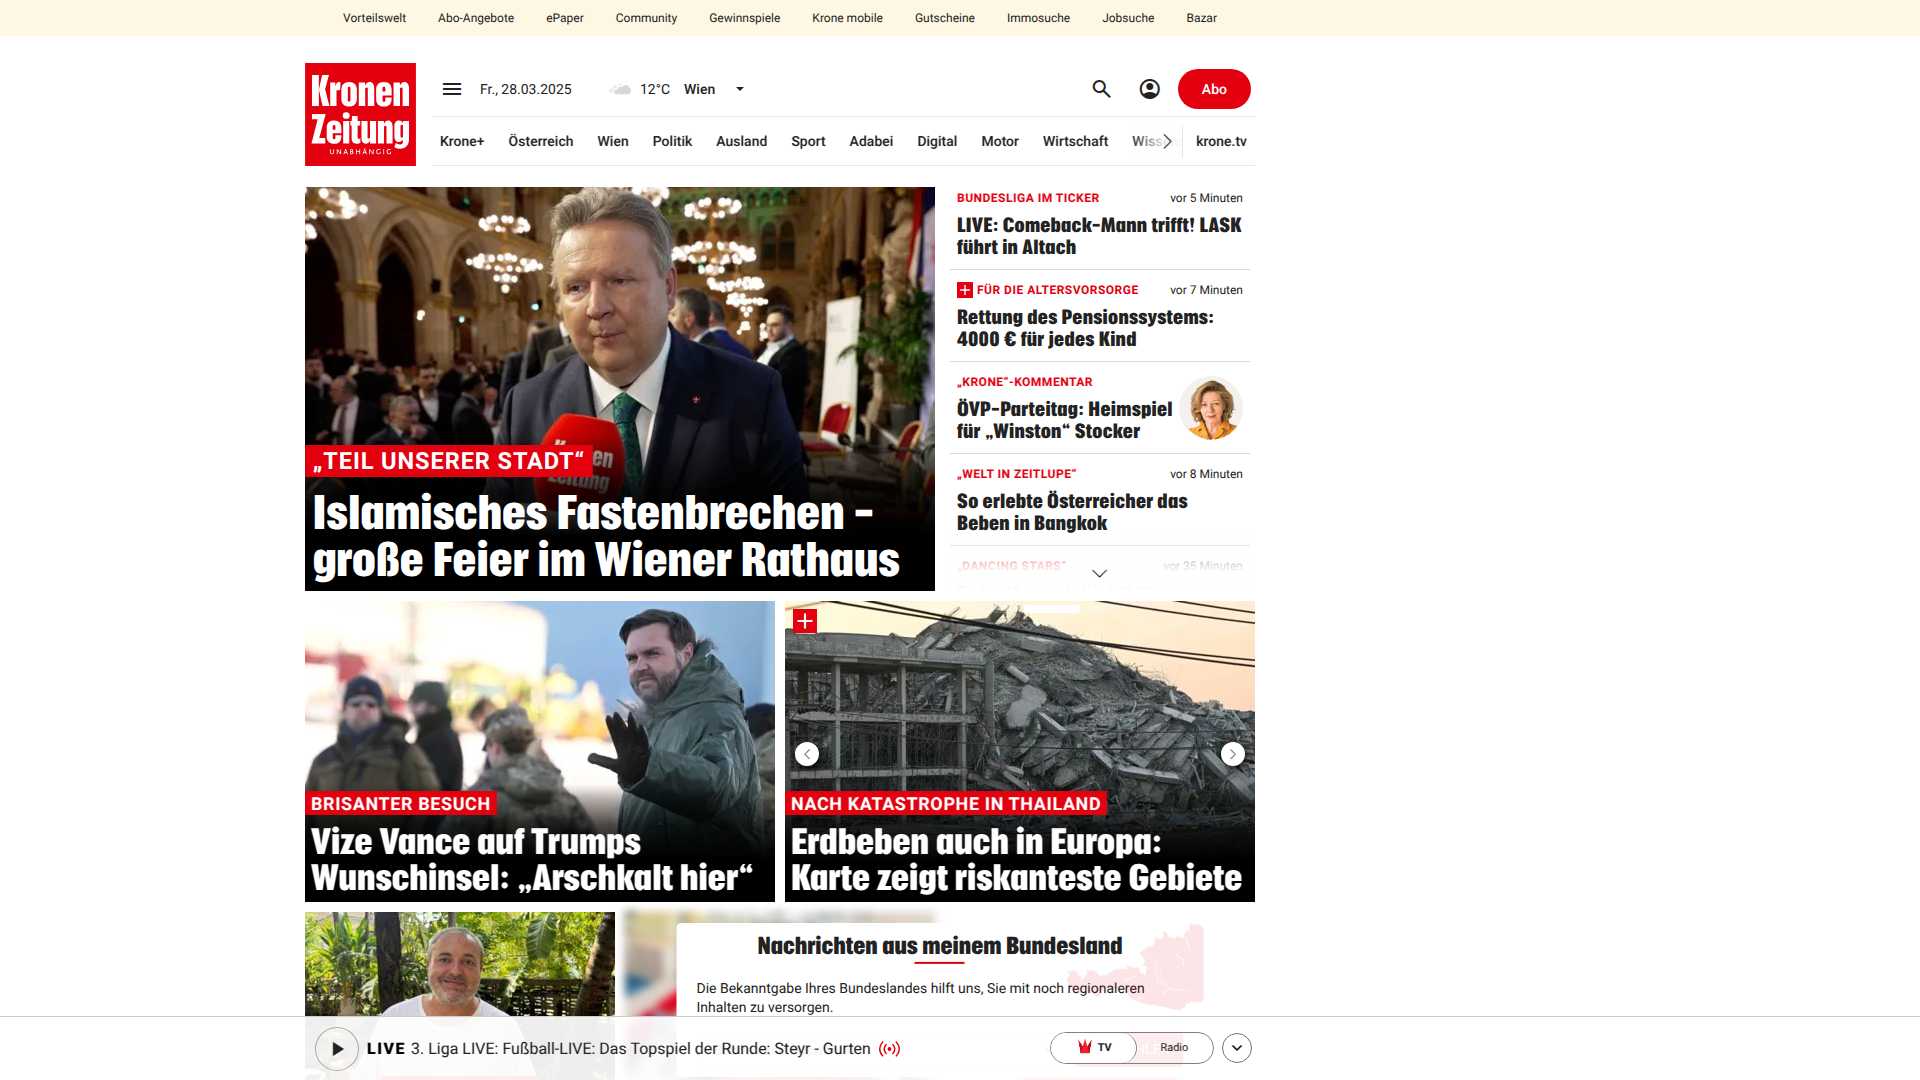 Vorteilswelt Abo-Angebote ePaper Community Gewinnspiele Krone mobile Gutscheine Immosuche Jobsuche Bazar
Kronen
Zeitung
UNABHÄNGIG
Fr., 28.03.2025 12°C Wien
Abo
Krone+ Österreich Wien Politik Ausland Sport Adabei Digital Motor Wirtschaft Wiss krone.tv
„TEIL UNSERER STADT“
Islamisches Fastenbrechen –
große Feier im Wiener Rathaus
BUNDESLIGA IM TICKER vor 5 Minuten
LIVE: Comeback-Mann trifft! LASK
führt in Altach
FÜR DIE ALTERSVORSORGE vor 7 Minuten
Rettung des Pensionssystems:
4000 € für jedes Kind
„KRONE“-KOMMENTAR
ÖVP-Parteitag: Heimspiel
für „Winston“ Stocker
„WELT IN ZEITLUPE“ vor 8 Minuten
So erlebte Österreicher das
Beben in Bangkok
„DANCING STARS“ vor 35 Minuten
BRISANTER BESUCH
Vize Vance auf Trumps
Wunschinsel: „Arschkalt hier“
NACH KATASTROPHE IN THAILAND
Erdbeben auch in Europa:
Karte zeigt riskanteste Gebiete
Nachrichten aus meinem Bundesland
Die Bekanntgabe Ihres Bundeslandes hilft uns, Sie mit noch regionaleren
Inhalten zu versorgen.
LIVE 3. Liga LIVE: Fußball-LIVE: Das Topspiel der Runde: Steyr - Gurten
TV Radio